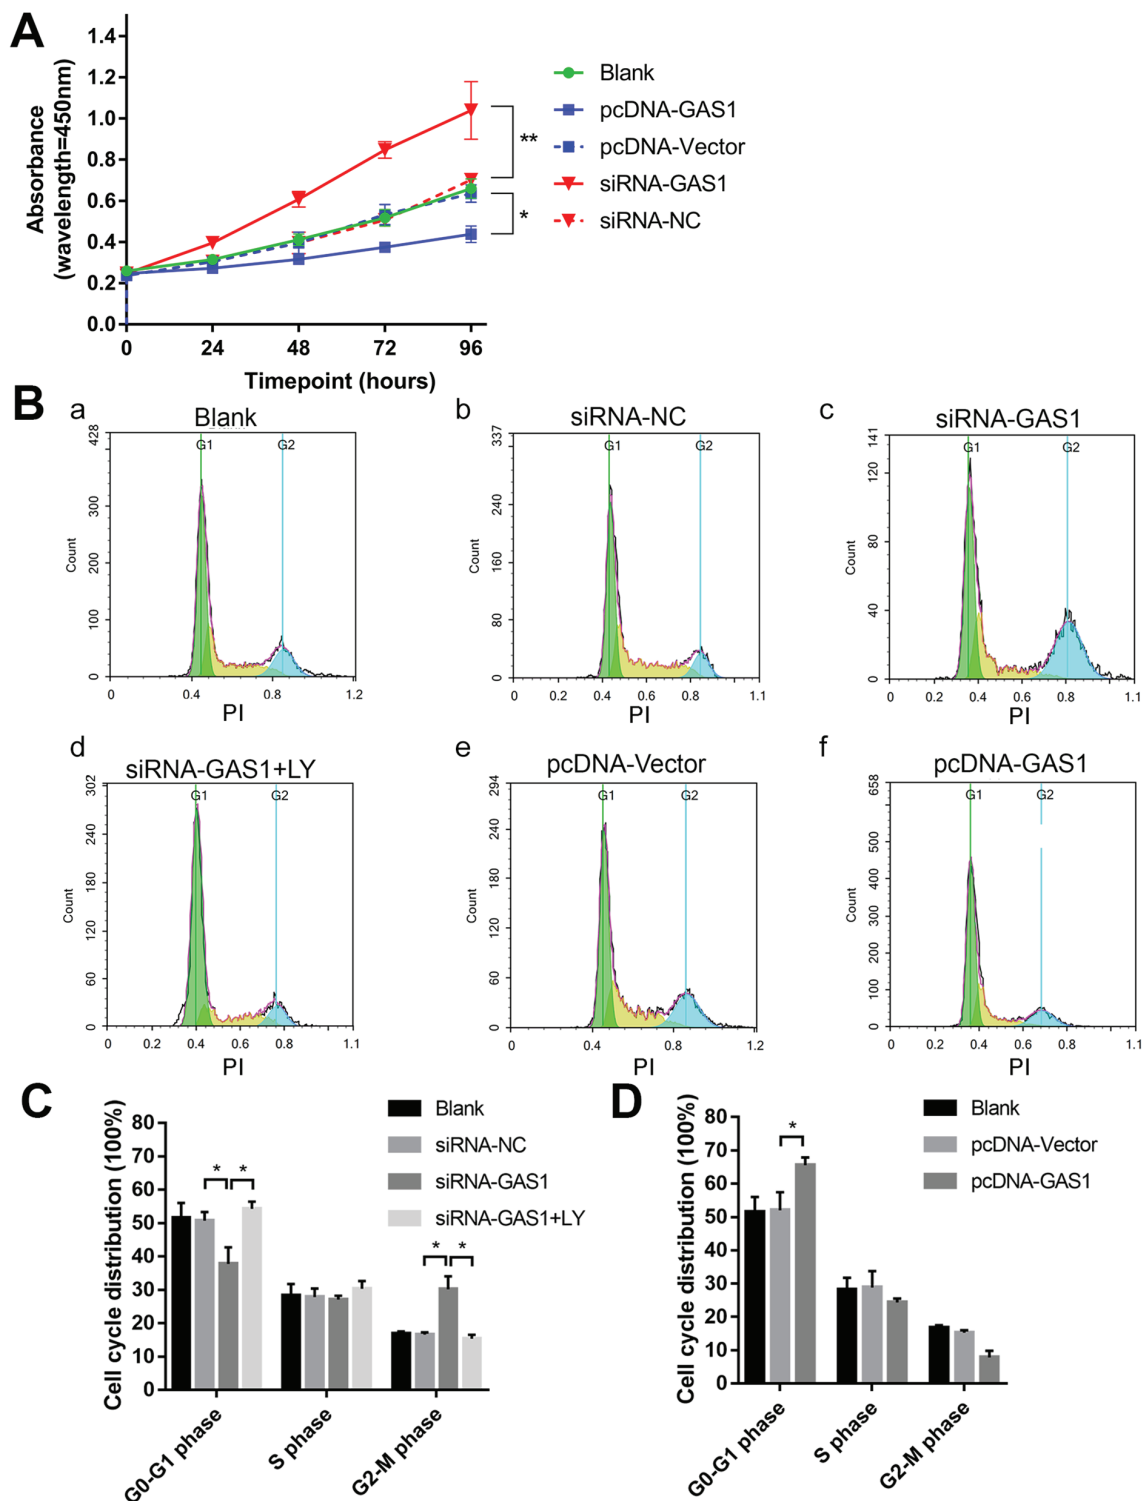 A
Absorbance
(wavelength=450nm)
1.4
1.2
1.0
0.8
0.6
0.4
0.2
0.0
0 24 48 72 96
Timepoint (hours)
**
*
Blank
pcDNA-GAS1
pcDNA-Vector
siRNA-GAS1
siRNA-NC
B
a
Blank
G1 G2
Count
428
300
200
100
0
0 0.4 0.8 1.2
PI
b
siRNA-NC
G1 G2
Count
337
240
160
80
0
0 0.2 0.4 0.6 0.8 1.1
PI
c
siRNA-GAS1
G1 G2
Count
141
120
80
40
0
0 0.2 0.4 0.6 0.8 1.1
PI
d
siRNA-GAS1+LY
G1 G2
Count
302
240
180
120
60
0
0 0.2 0.4 0.6 0.8 1.1
PI
e
pcDNA-Vector
G1 G2
Count
294
240
180
120
60
0
0 0.4 0.8 1.2
PI
f
pcDNA-GAS1
G1 G2
Count
658
500
400
300
200
100
0
0 0.2 0.4 0.6 0.8 1.1
PI
C
Cell cycle distribution (100%)
80
70
60
50
40
30
20
10
0
* *
* *
G0-G1 phase
S phase
G2-M phase
Blank
siRNA-NC
siRNA-GAS1
siRNA-GAS1+LY
D
Cell cycle distribution (100%)
80
70
60
50
40
30
20
10
0
*
G0-G1 phase
S phase
G2-M phase
Blank
pcDNA-Vector
pcDNA-GAS1